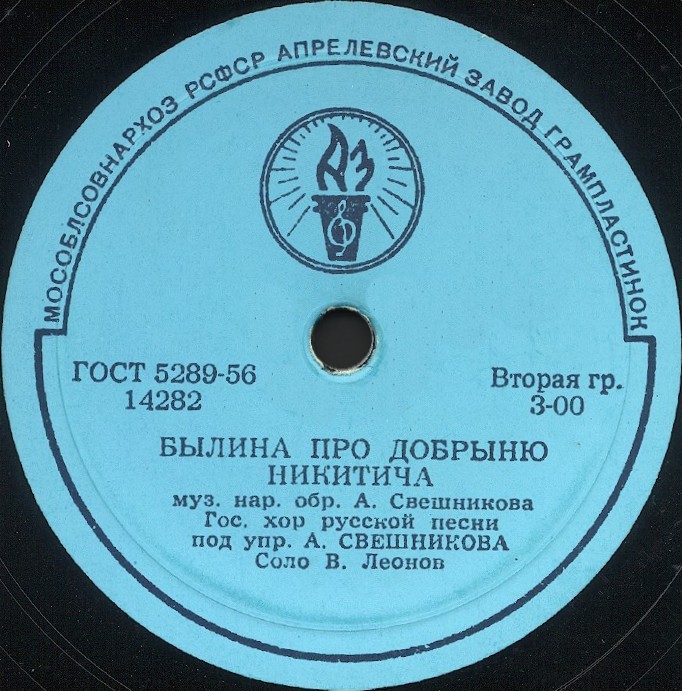 МОСОБЛСОВНАРХОЗ РСФСР АПРЕЛЕВСКИЙ ЗАВОД ГРАМПЛАСТИНОК
АЗ
ГОСТ 5289-56
14282
Вторая гр.
3-00
БЫЛИНА ПРО ДОБРЫНЮ
НИКИТИЧА
муз. нар. обр. А. Свешникова
Гос. хор русской песни
под упр. А. СВЕШНИКОВА
Соло В. Леонов